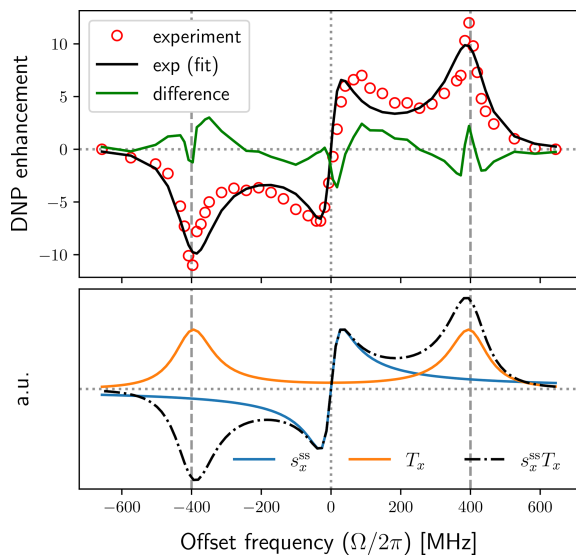 10
5
0
−5
−10
DNP enhancement
experiment
exp (fit)
difference
a.u.
s_x^ss
T_x
s_x^ss T_x
−600 −400 −200 0 200 400 600
Offset frequency (Ω/2π) [MHz]